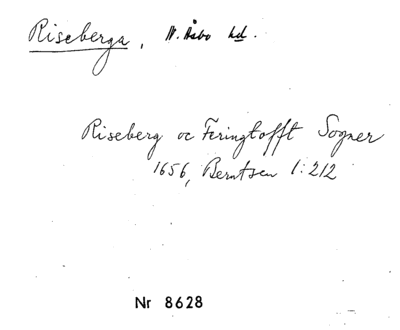 Riseberga, N. Åsbo hd.
Riseberg oc Feringtofft Sogner
1656, Berntsen 1:212
Nr 8628